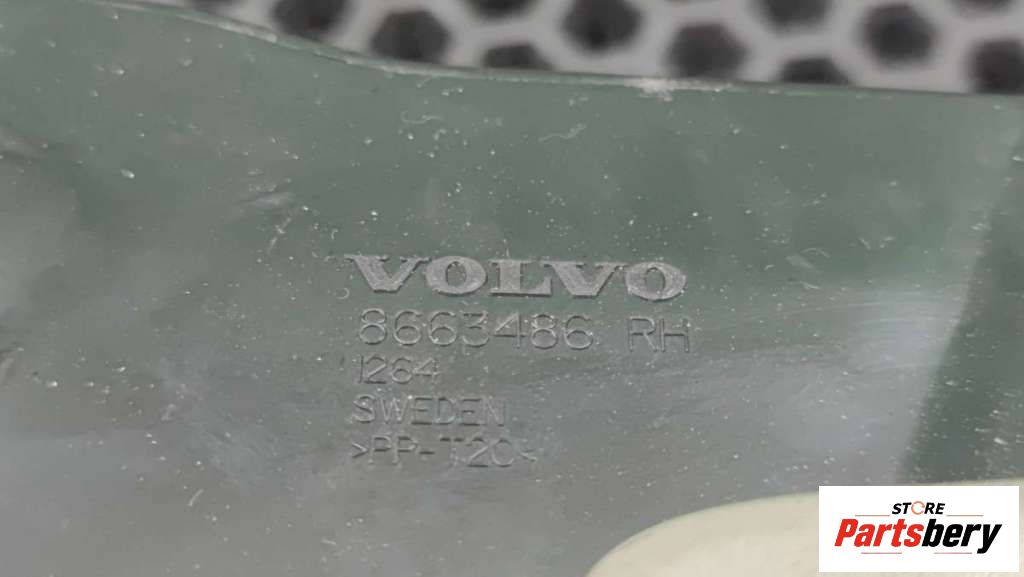 VOLVO
8663486 RH
1264
SWEDEN
>PP-T20<
STORE
Partsbery